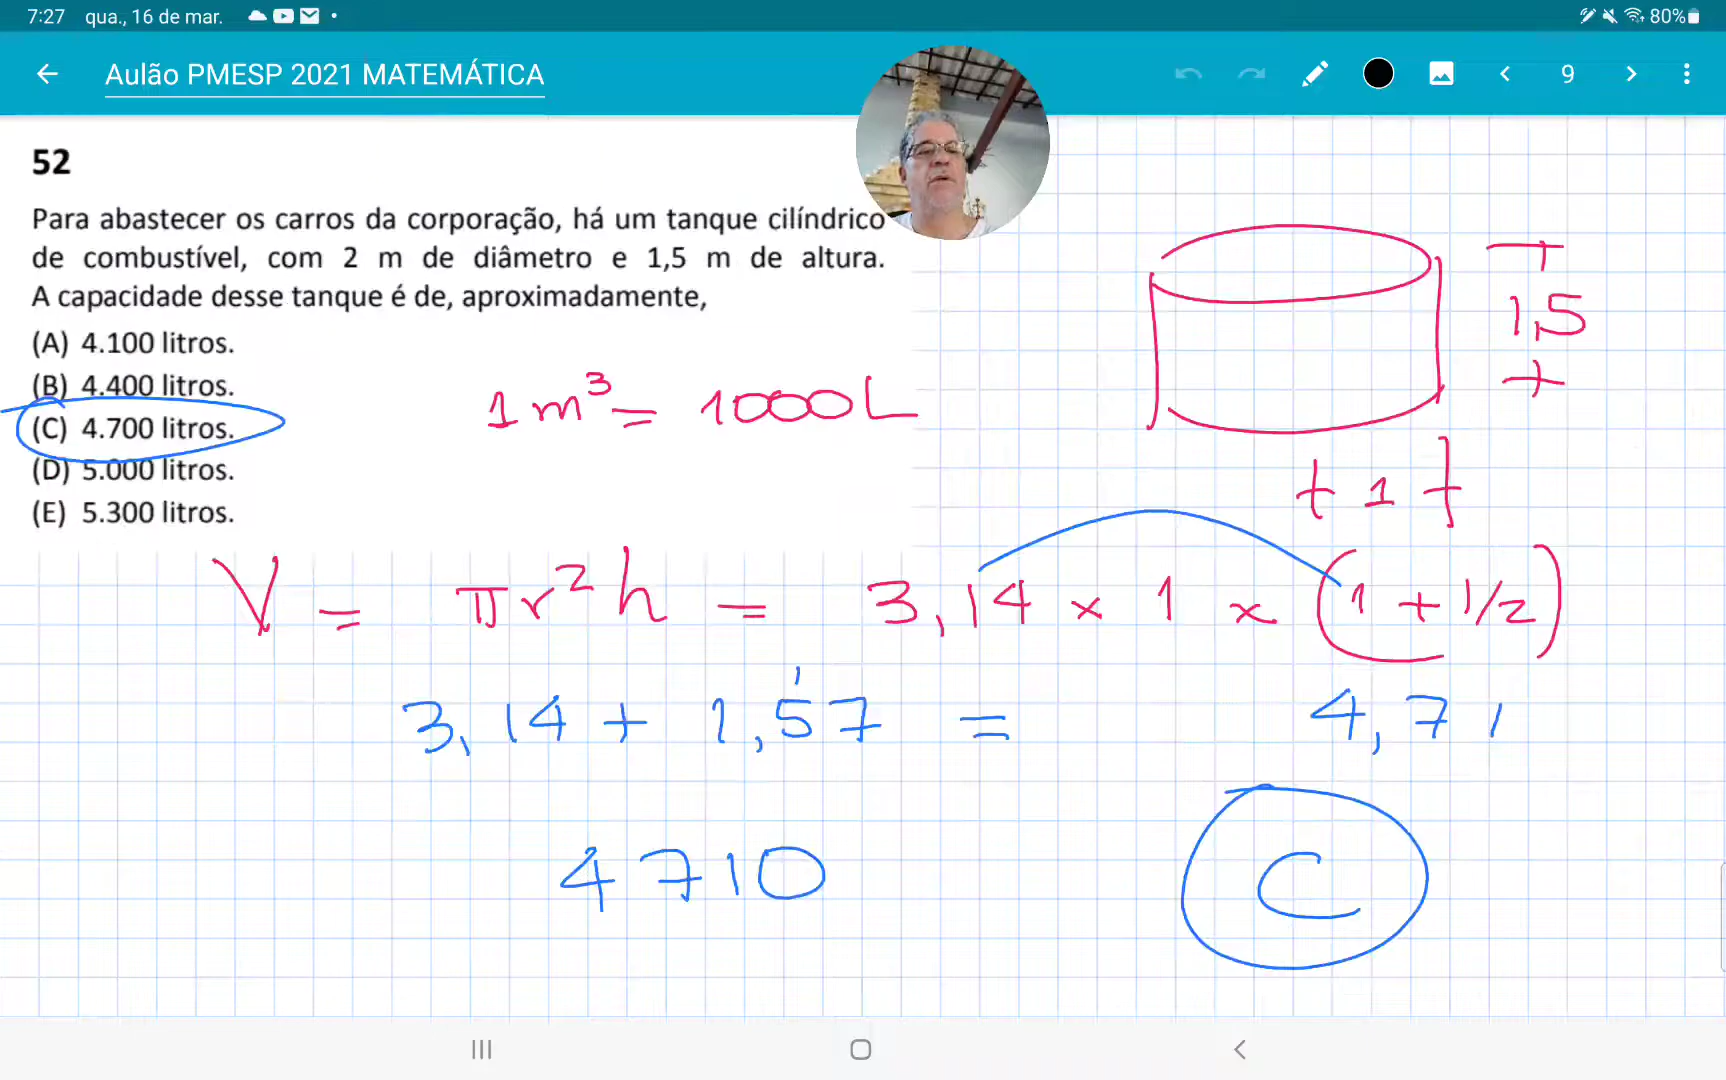 7:27 qua., 16 de mar.
80%
Aulão PMESP 2021 MATEMÁTICA
9
52
Para abastecer os carros da corporação, há um tanque cilíndrico
de combustível, com 2 m de diâmetro e 1,5 m de altura.
A capacidade desse tanque é de, aproximadamente,
(A) 4.100 litros.
(B) 4.400 litros.
(C) 4.700 litros.
(D) 5.000 litros.
(E) 5.300 litros.
1 m³ = 1000 L
1,5
1
V = πr²h = 3,14 × 1 × (1 + 1/2)
3,14 + 1,57 = 4,71
4710
C